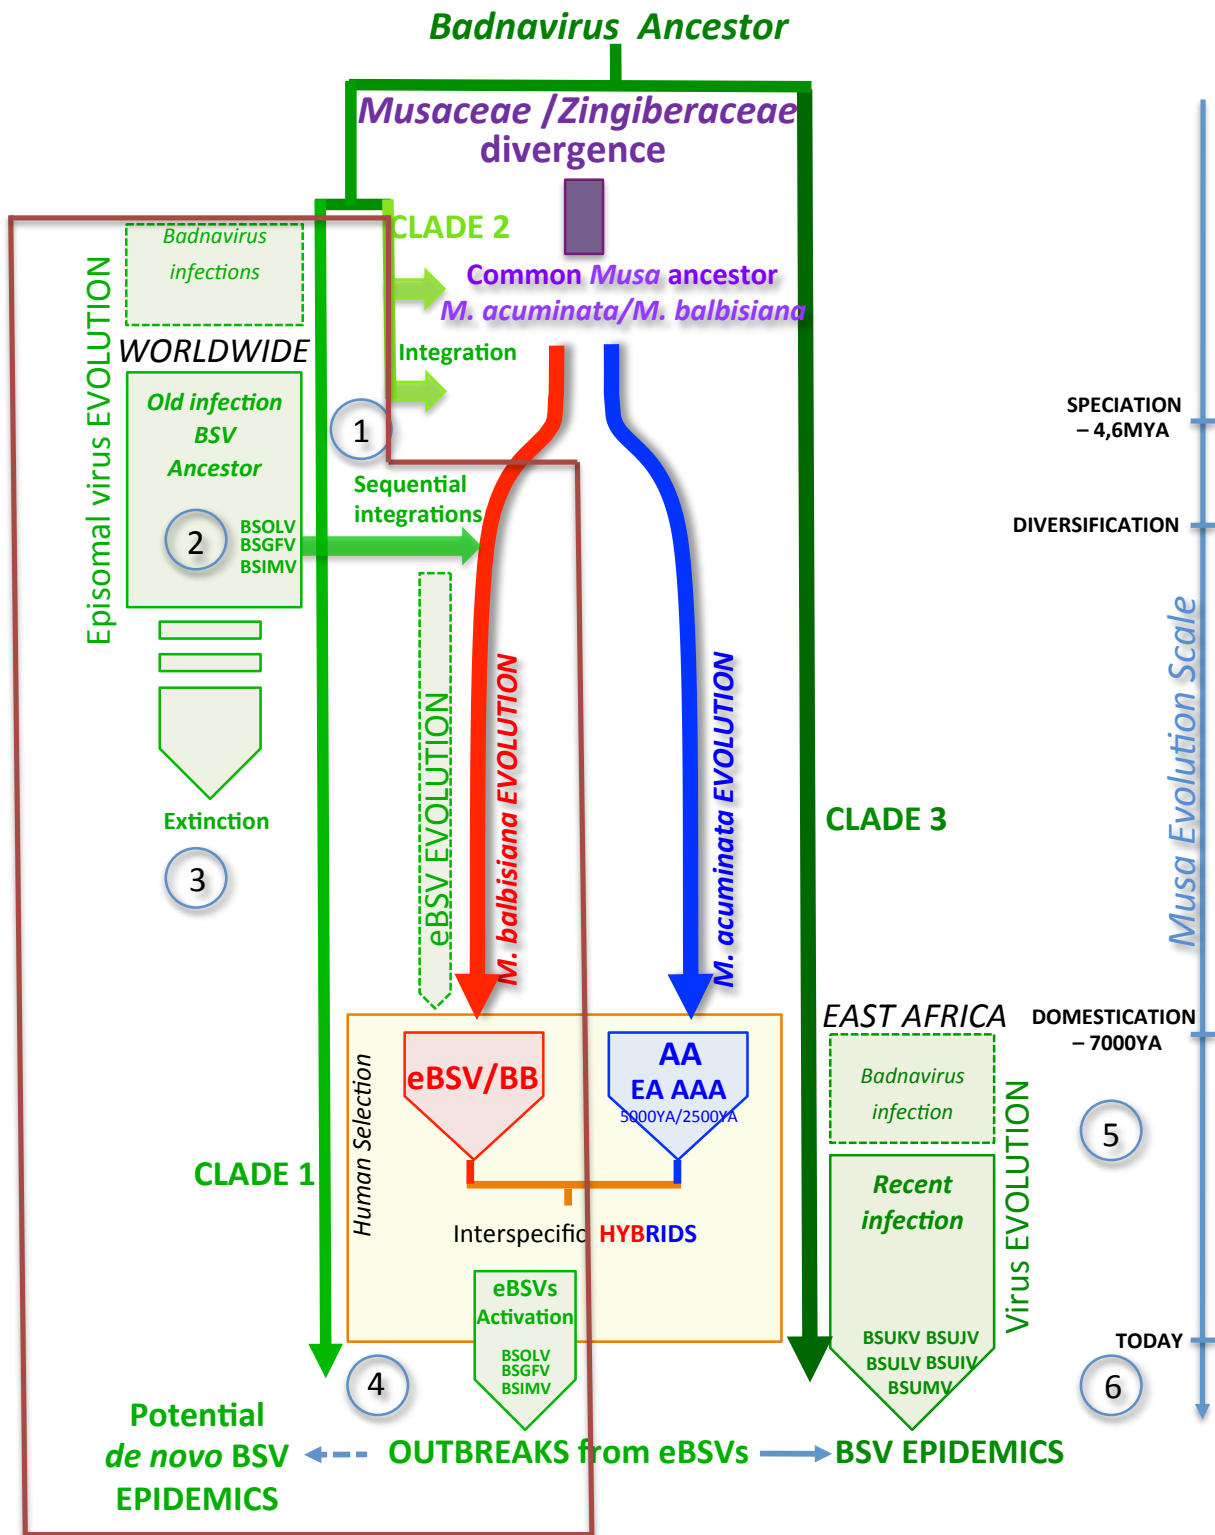 Badnavirus Ancestor
Musaceae /Zingiberaceae
divergence
CLADE 2
Badnavirus
infections
Common Musa ancestor
M. acuminata/M. balbisiana
WORLDWIDE
Integration
Episomal virus EVOLUTION
Old infection
BSV
Ancestor
1
2
BSOLV
BSGFV
BSIMV
Sequential
integrations
SPECIATION
– 4,6MYA
DIVERSIFICATION
Musa Evolution Scale
eBSV EVOLUTION
M. balbisiana EVOLUTION
M. acuminata EVOLUTION
Extinction
3
CLADE 3
CLADE 1
Human Selection
eBSV/BB
AA
EA AAA
5000YA/2500YA
Interspecific HYBRIDS
eBSVs
Activation
BSOLV
BSGFV
BSIMV
EAST AFRICA
Badnavirus
infection
Virus EVOLUTION
Recent
infection
BSUKV BSUJV
BSULV BSUIV
BSUMV
DOMESTICATION
– 7000YA
5
TODAY
6
4
Potential
de novo BSV
EPIDEMICS
OUTBREAKS from eBSVs
BSV EPIDEMICS